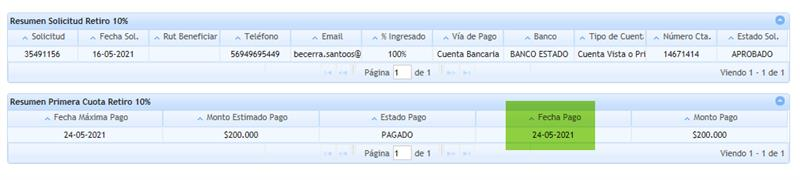 Resumen Solicitud Retiro 10%
Solicitud Fecha Sol. Rut Beneficiar Teléfono Email % Ingresado Vía de Pago Banco Tipo de Cuent Número Cta. Estado Sol.
35491156 16-05-2021 56949695449 becerra.santoos@ 100% Cuenta Bancaria BANCO ESTADO Cuenta Vista o Pri 14671414 APROBADO
Página 1 de 1 Viendo 1 - 1 de 1
Resumen Primera Cuota Retiro 10%
Fecha Máxima Pago Monto Estimado Pago Estado Pago Fecha Pago Monto Pago
24-05-2021 $200.000 PAGADO 24-05-2021 $200.000
Página 1 de 1 Viendo 1 - 1 de 1